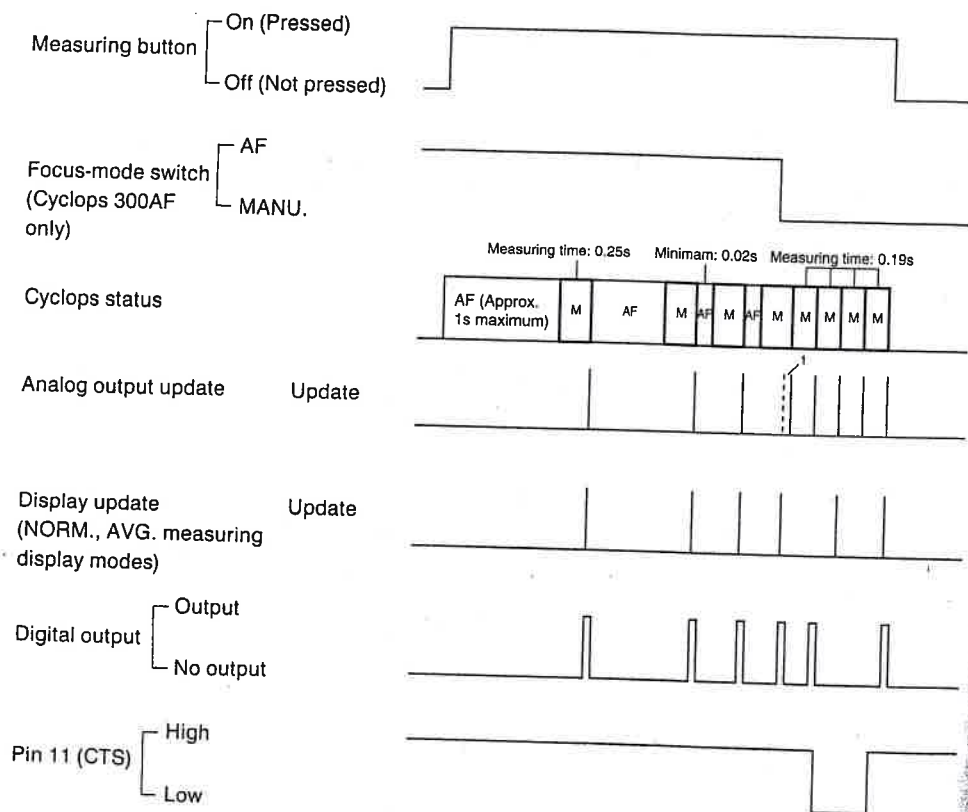 Measuring button
On (Pressed)
Off (Not pressed)
Focus-mode switch
(Cyclops 300AF
only)
AF
MANU.
Measuring time: 0.25s
Minimam: 0.02s
Measuring time: 0.19s
Cyclops status
AF (Approx.
1s maximum)
M
AF
M
AF
M
AF
M
M
M
M
M
Analog output update
Update
1
Display update
(NORM., AVG. measuring
display modes)
Update
Digital output
Output
No output
Pin 11 (CTS)
High
Low